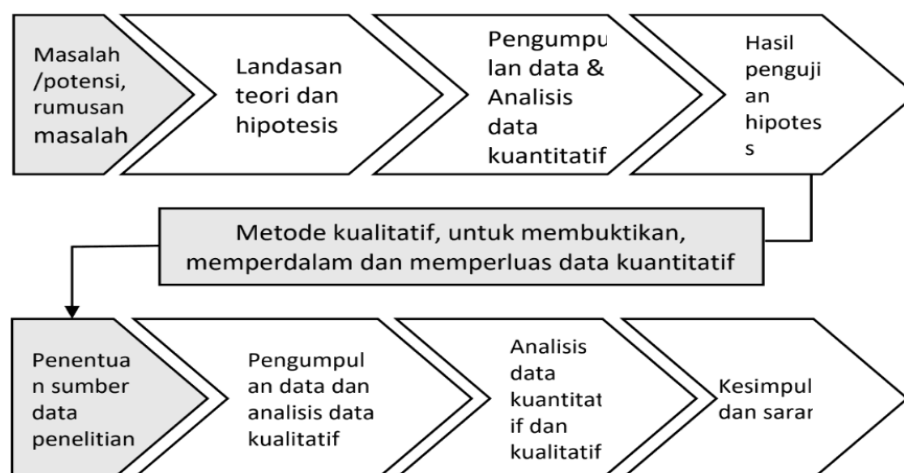 Masalah
/potensi,
rumusan
masalah
Landasan
teori dan
hipotesis
Pengumpu
lan data &
Analisis
data
kuantitatif
Hasil
penguji
an
hipotes
s
Metode kualitatif, untuk membuktikan,
memperdalam dan memperluas data kuantitatif
Penentua
n sumber
data
penelitian
Pengumpul
an data dan
analisis data
kualitatif
Analisis
data
kuantitat
if dan
kualitatif
Kesimpul
dan saran